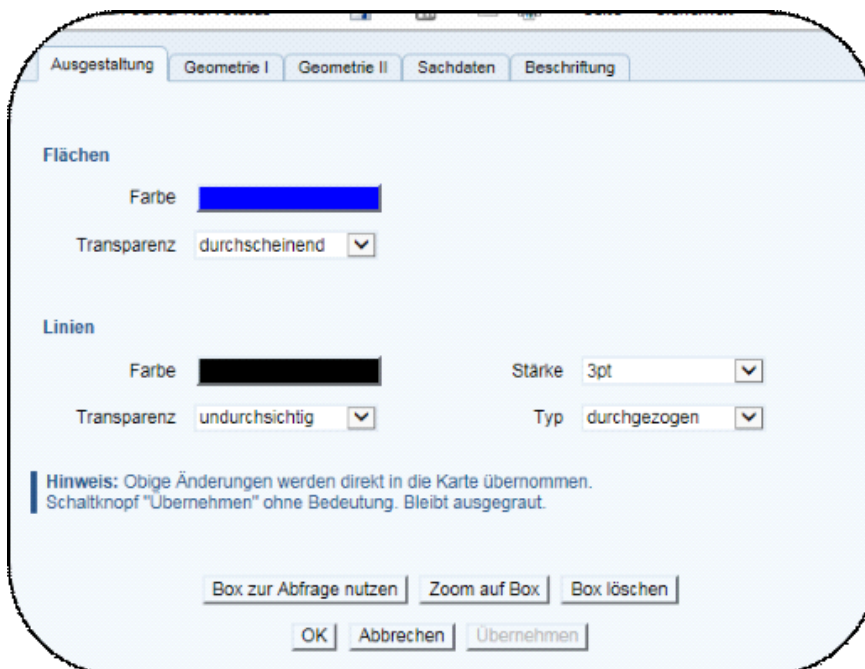 Ausgestaltung Geometrie I Geometrie II Sachdaten Beschriftung
Flächen
Farbe
Transparenz durchscheinend
Linien
Farbe Stärke 3pt
Transparenz undurchsichtig Typ durchgezogen
Hinweis: Obige Änderungen werden direkt in die Karte übernommen.
Schaltknopf "Übernehmen" ohne Bedeutung. Bleibt ausgegraut.
Box zur Abfrage nutzen Zoom auf Box Box löschen
OK Abbrechen Übernehmen